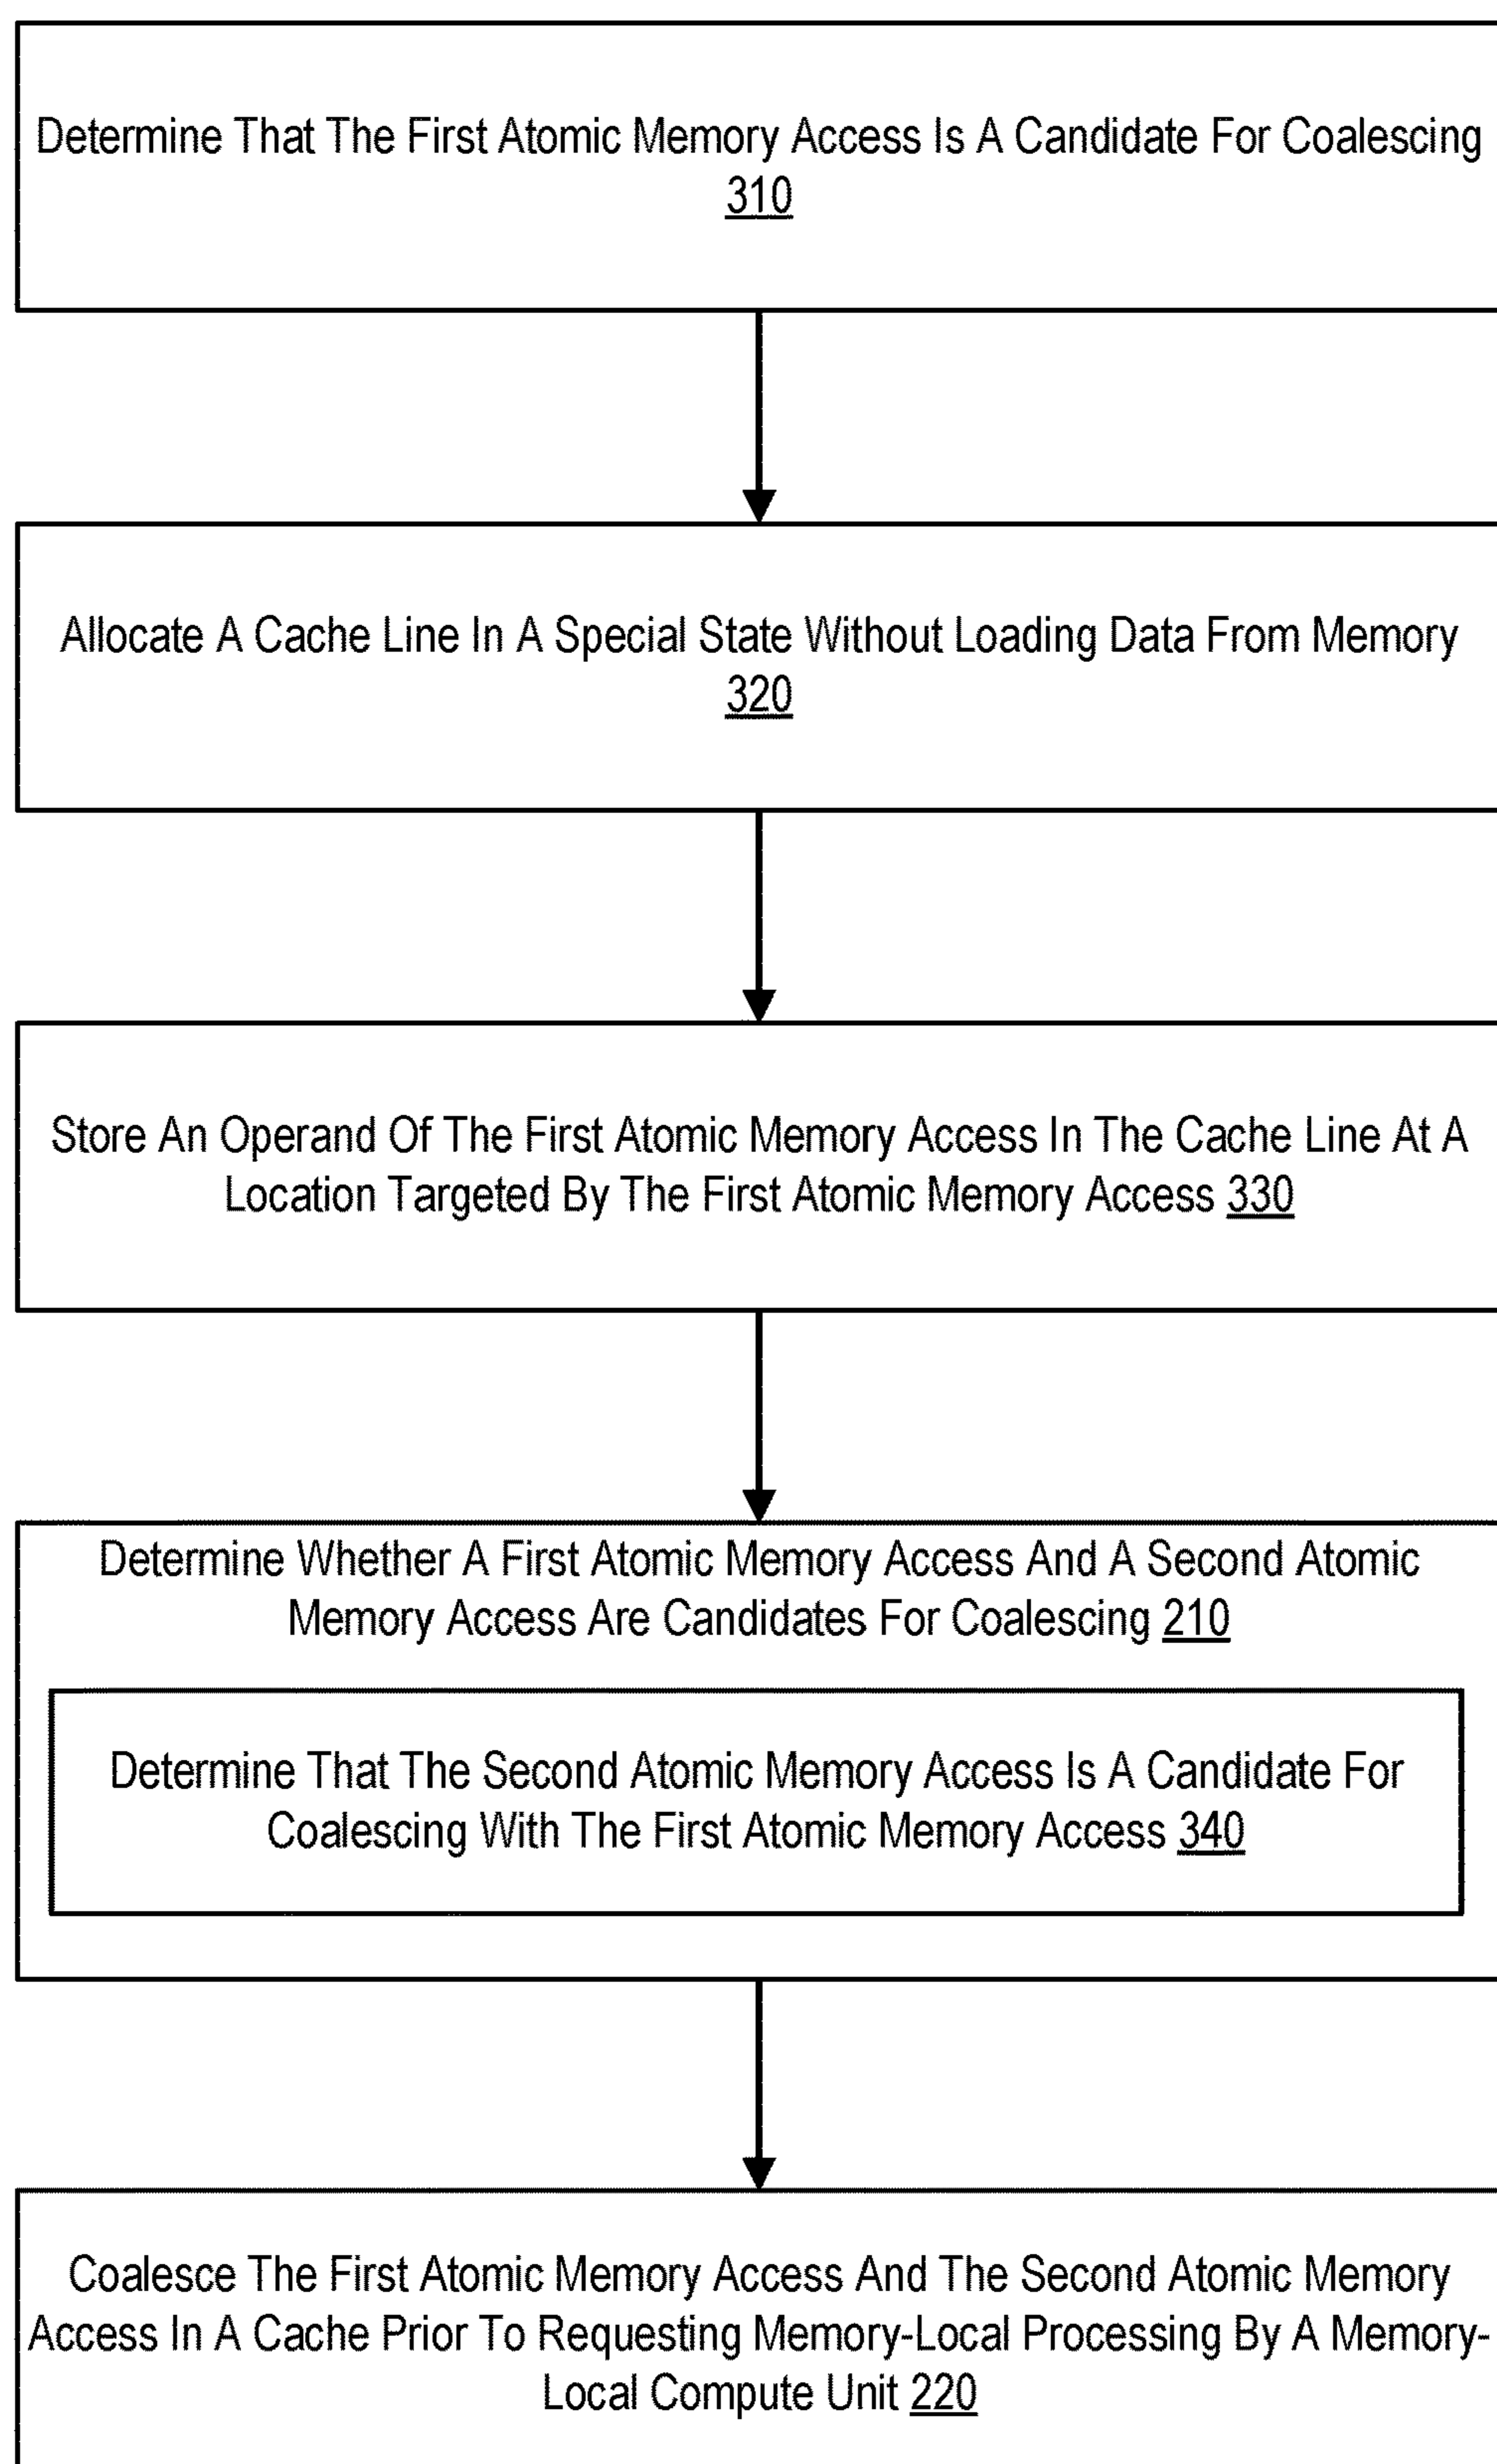 Determine That The First Atomic Memory Access Is A Candidate For Coalescing
310
Allocate A Cache Line In A Special State Without Loading Data From Memory
320
Store An Operand Of The First Atomic Memory Access In The Cache Line At A
Location Targeted By The First Atomic Memory Access 330
Determine Whether A First Atomic Memory Access And A Second Atomic
Memory Access Are Candidates For Coalescing 210
Determine That The Second Atomic Memory Access Is A Candidate For
Coalescing With The First Atomic Memory Access 340
Coalesce The First Atomic Memory Access And The Second Atomic Memory
Access In A Cache Prior To Requesting Memory-Local Processing By A Memory-
Local Compute Unit 220